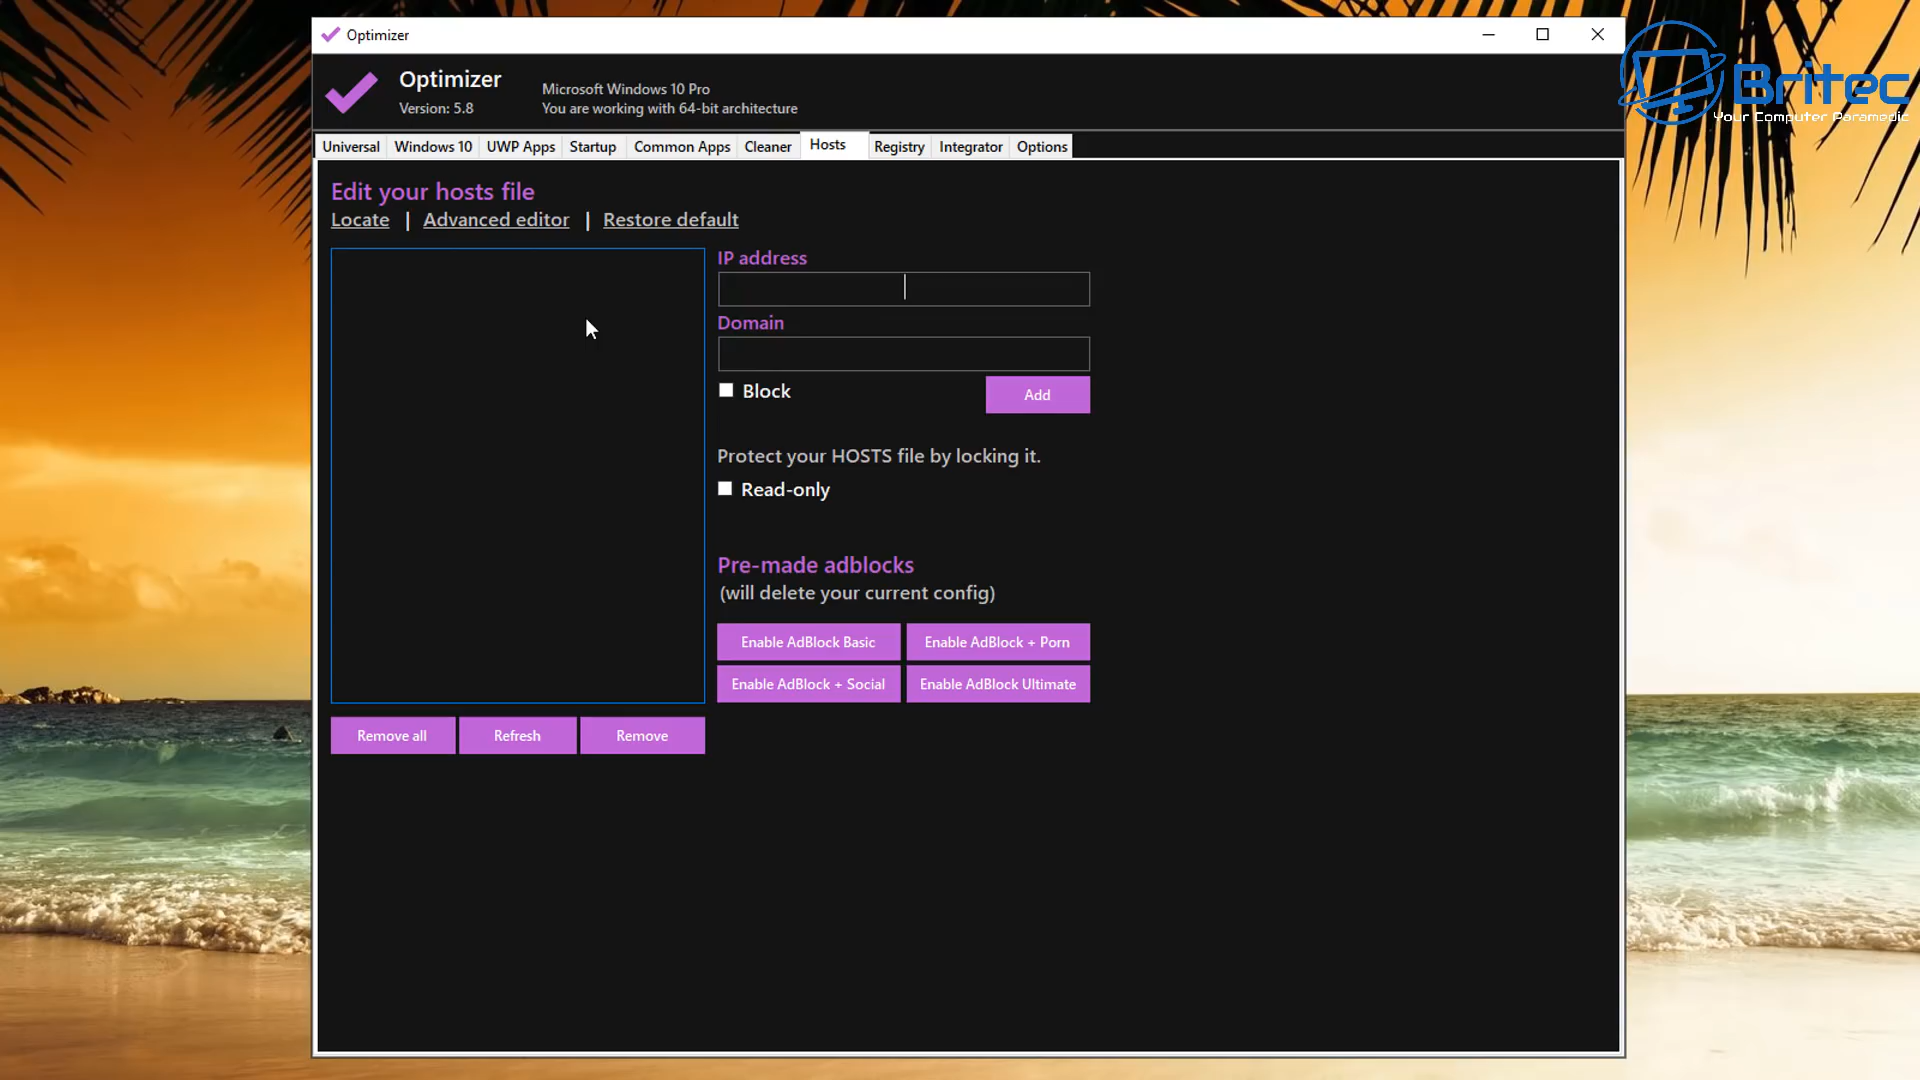 Optimizer
Optimizer
Version: 5.8
Microsoft Windows 10 Pro
You are working with 64-bit architecture
Britec
Your Computer Paramedic
Universal
Windows 10
UWP Apps
Startup
Common Apps
Cleaner
Hosts
Registry
Integrator
Options
Edit your hosts file
Locate | Advanced editor | Restore default
IP address
Domain
Block
Add
Protect your HOSTS file by locking it.
Read-only
Pre-made adblocks
(will delete your current config)
Enable AdBlock Basic
Enable AdBlock + Porn
Enable AdBlock + Social
Enable AdBlock Ultimate
Remove all
Refresh
Remove